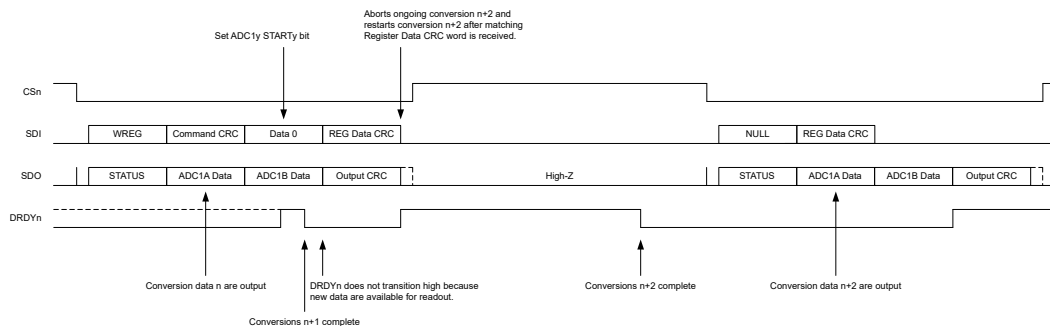 Aborts ongoing conversion n+2 and
restarts conversion n+2 after matching
Register Data CRC word is received.
Set ADC1y STARTy bit
CSn
SDI
WREG
Command CRC
Data 0
REG Data CRC
NULL
REG Data CRC
SDO
STATUS
ADC1A Data
ADC1B Data
Output CRC
High-Z
STATUS
ADC1A Data
ADC1B Data
Output CRC
DRDYn
Conversion data n are output
DRDYn does not transition high because
new data are available for readout.
Conversions n+2 complete
Conversion data n+2 are output
Conversions n+1 complete